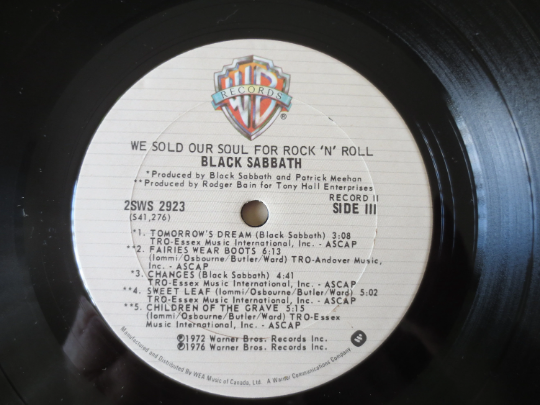 WB
RECORDS
®
WE SOLD OUR SOUL FOR ROCK 'N' ROLL
BLACK SABBATH
*Produced by Black Sabbath and Patrick Meehan
**Produced by Rodger Bain for Tony Hall Enterprises
2SWS 2923
(S41,276)
RECORD II
SIDE III
*1. TOMORROW'S DREAM (Black Sabbath) 3:08
TRO-Essex Music International, Inc. - ASCAP
**2. FAIRIES WEAR BOOTS 6:13
(Iommi/Osbourne/Butler/Ward) TRO-Andover Music,
Inc. - ASCAP
*3. CHANGES (Black Sabbath) 4:41
TRO-Essex Music International, Inc. - ASCAP
**4. SWEET LEAF (Iommi/Osbourne/Butler/Ward) 5:02
TRO-Essex Music International, Inc. - ASCAP
**5. CHILDREN OF THE GRAVE 5:15
(Iommi/Osbourne/Butler/Ward) TRO-Essex
Music International, Inc. - ASCAP
℗1972 Warner Bros. Records Inc.
℗1976 Warner Bros. Records Inc.
Manufactured and Distributed By WEA Music of Canada, Ltd. A Warner Communications Company